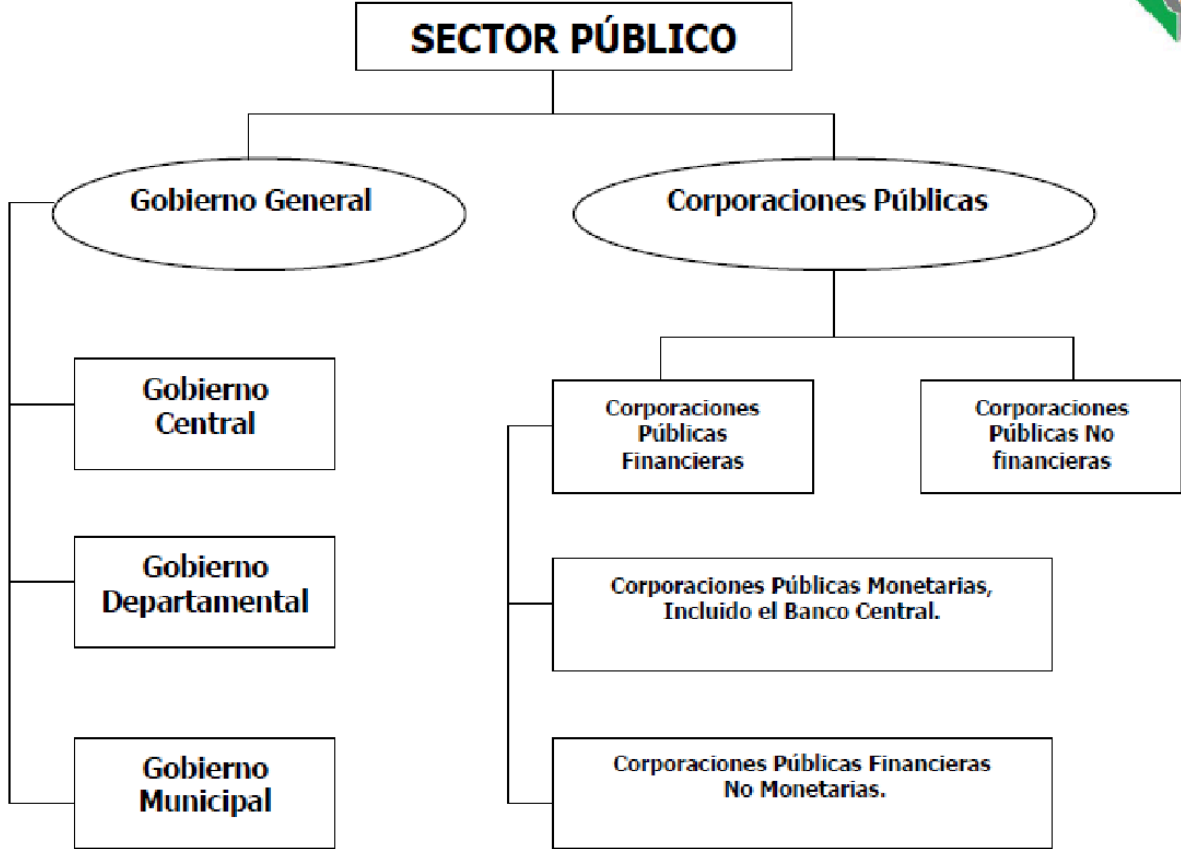 SECTOR PÚBLICO
Gobierno General
Corporaciones Públicas
Gobierno
Central
Corporaciones
Públicas
Financieras
Corporaciones
Públicas No
financieras
Gobierno
Departamental
Corporaciones Públicas Monetarias,
Incluido el Banco Central.
Gobierno
Municipal
Corporaciones Públicas Financieras
No Monetarias.